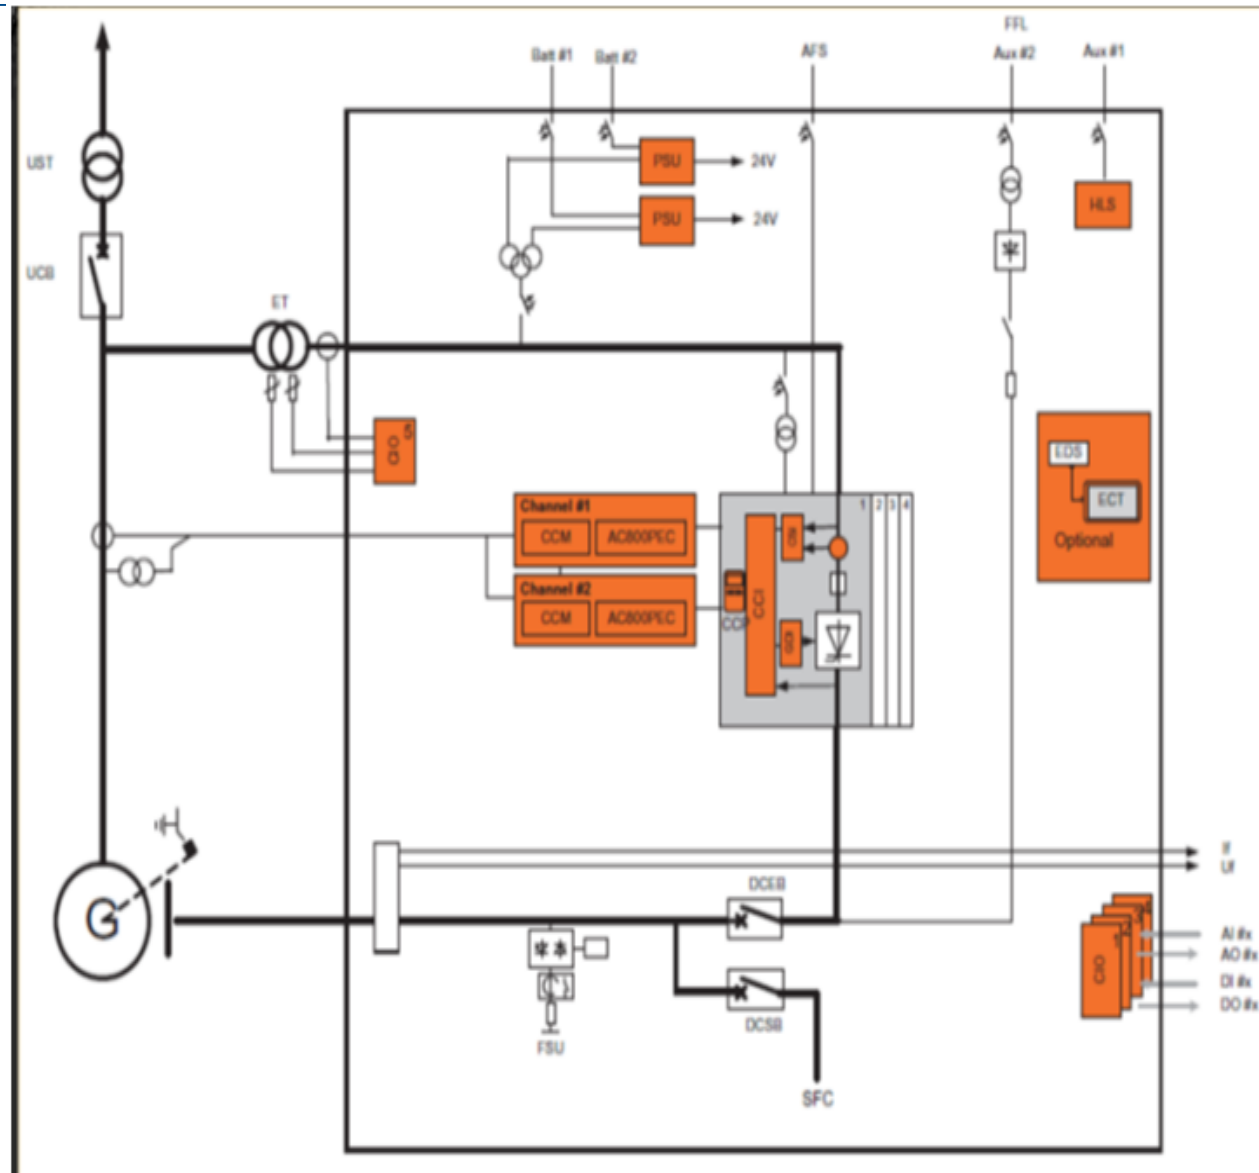 FFL
Batt #1
Batt #2
AFS
Aux #2
Aux #1
UST
PSU
24V
PSU
24V
HLS
UCB
ET
CIO
EDS
ECT
Optional
Channel #1
CCM
AC800PEC
Channel #2
CCM
AC800PEC
1
2
3
4
CCI
CCP
If
Uf
DCEB
G
CIO
AI #x
AO #x
DI #x
DO #x
DCSB
FSU
SFC